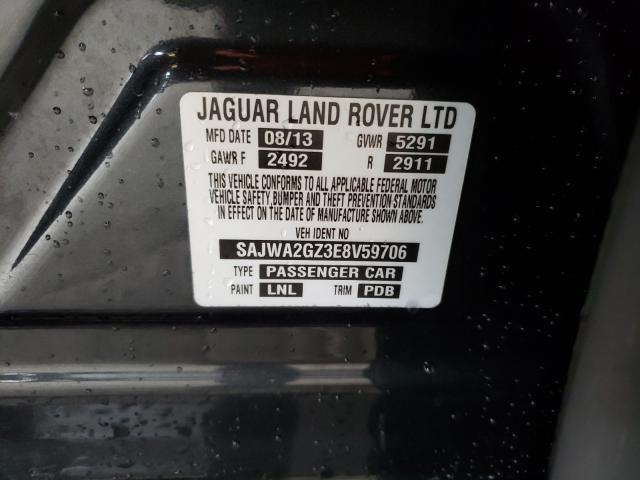 JAGUAR LAND ROVER LTD
MFD DATE 08/13 GVWR 5291
GAWR F 2492 R 2911
THIS VEHICLE CONFORMS TO ALL APPLICABLE FEDERAL MOTOR
VEHICLE SAFETY, BUMPER AND THEFT PREVENTION STANDARDS
IN EFFECT ON THE DATE OF MANUFACTURE SHOWN ABOVE.
VEH IDENT NO
SAJWA2GZ3E8V59706
TYPE PASSENGER CAR
PAINT LNL TRIM PDB